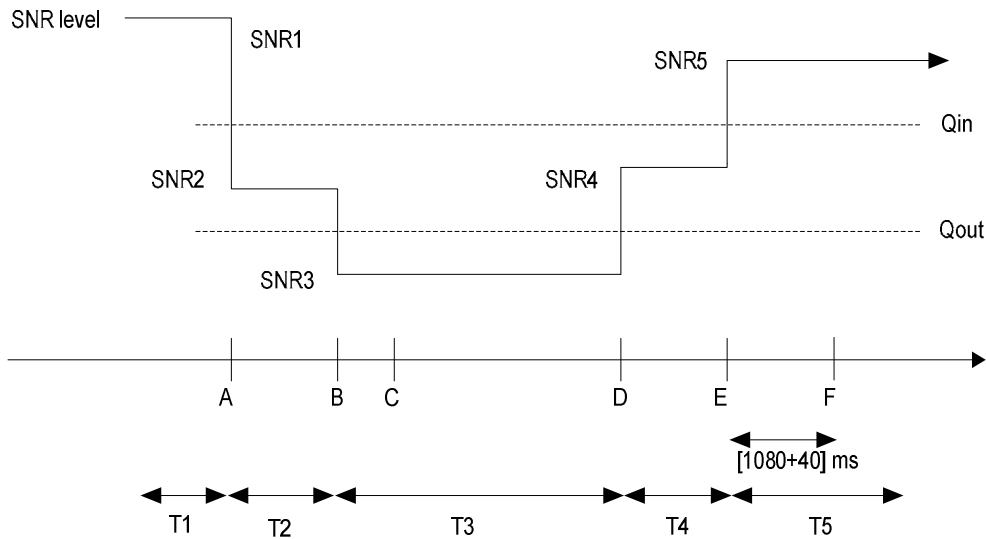 SNR level
SNR1
SNR5
Qin
SNR2
SNR4
Qout
SNR3
A
B
C
D
E
F
[1080+40] ms
T1
T2
T3
T4
T5